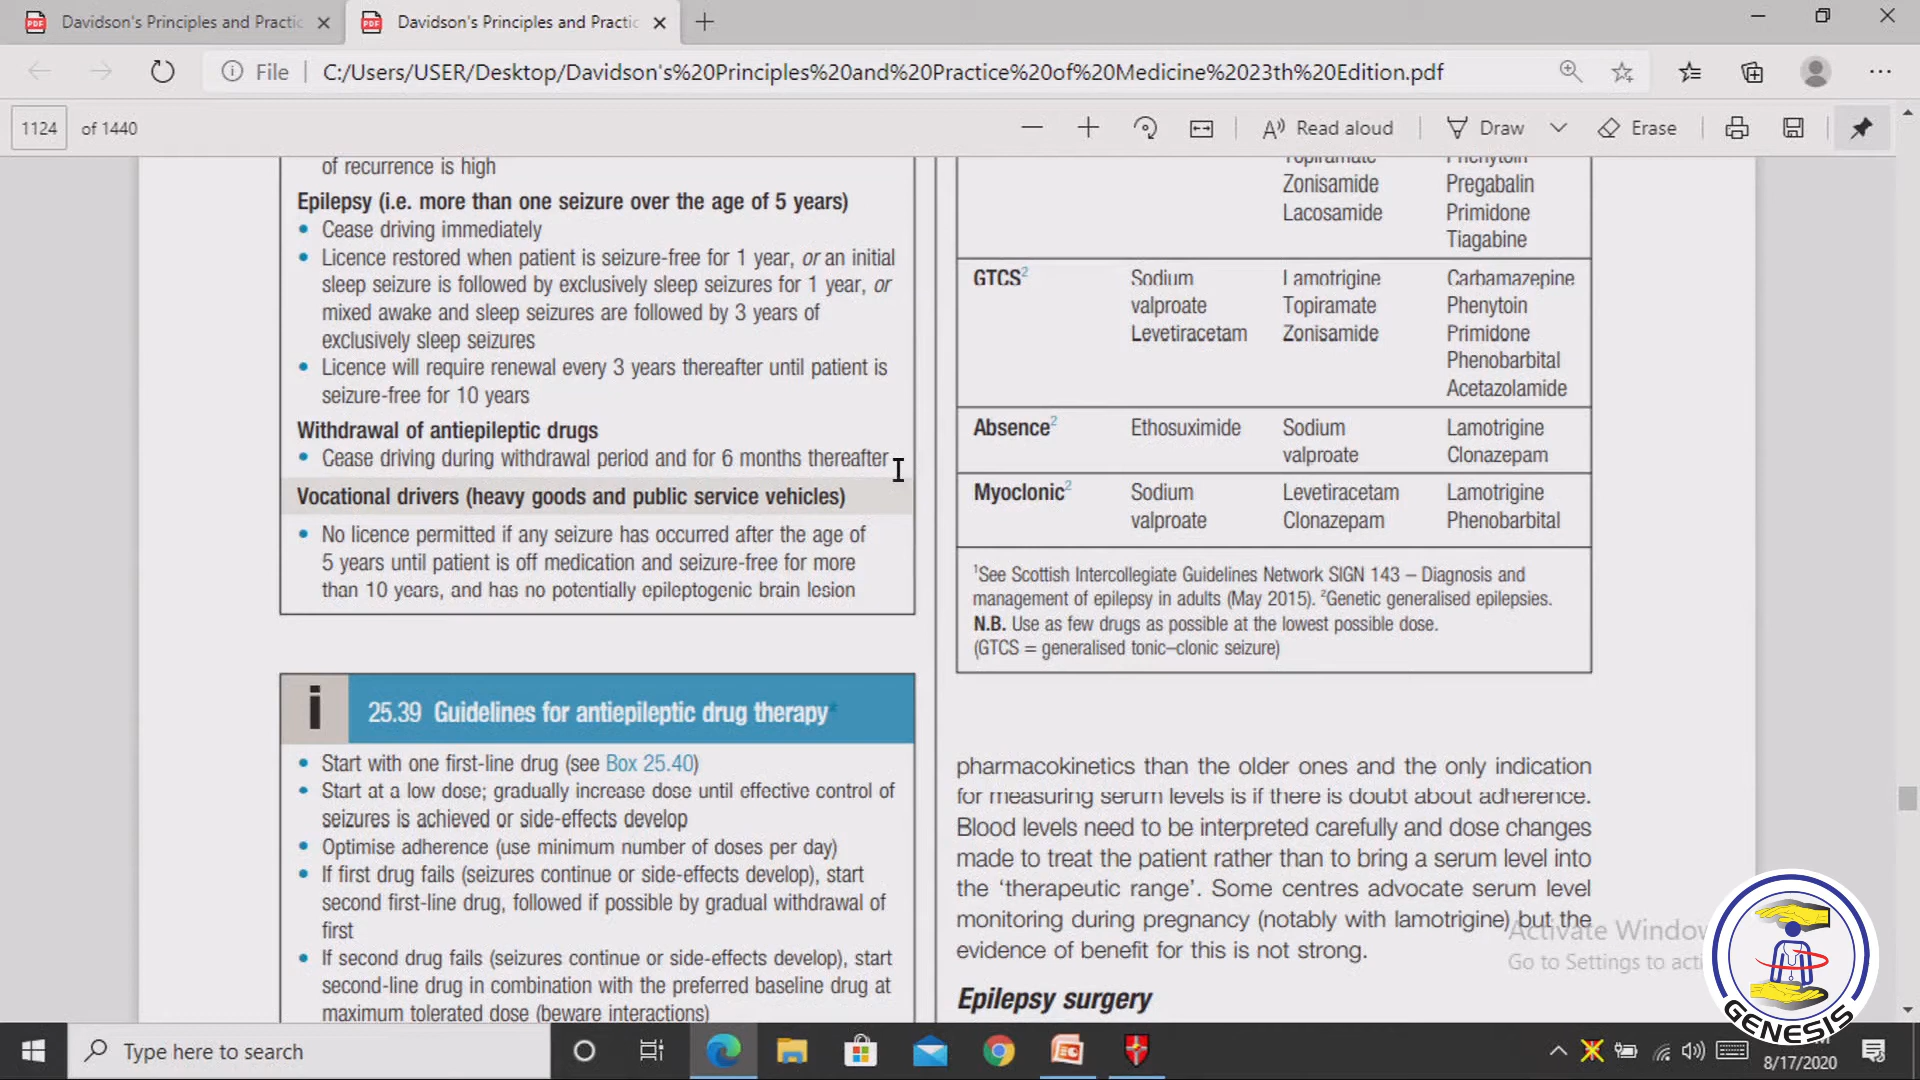 Davidson's Principles and Practic
Davidson's Principles and Practic
File
C:/Users/USER/Desktop/Davidson's%20Principles%20and%20Practice%20of%20Medicine%2023th%20Edition.pdf
1124 of 1440
Read aloud
Draw
Erase
of recurrence is high
Epilepsy (i.e. more than one seizure over the age of 5 years)
• Cease driving immediately
• Licence restored when patient is seizure-free for 1 year, or an initial
sleep seizure is followed by exclusively sleep seizures for 1 year, or
mixed awake and sleep seizures are followed by 3 years of
exclusively sleep seizures
• Licence will require renewal every 3 years thereafter until patient is
seizure-free for 10 years
Withdrawal of antiepileptic drugs
• Cease driving during withdrawal period and for 6 months thereafter
Vocational drivers (heavy goods and public service vehicles)
• No licence permitted if any seizure has occurred after the age of
5 years until patient is off medication and seizure-free for more
than 10 years, and has no potentially epileptogenic brain lesion
i 25.39 Guidelines for antiepileptic drug therapy*
• Start with one first-line drug (see Box 25.40)
• Start at a low dose; gradually increase dose until effective control of
seizures is achieved or side-effects develop
• Optimise adherence (use minimum number of doses per day)
• If first drug fails (seizures continue or side-effects develop), start
second first-line drug, followed if possible by gradual withdrawal of
first
• If second drug fails (seizures continue or side-effects develop), start
second-line drug in combination with the preferred baseline drug at
maximum tolerated dose (beware interactions)
Topiramate Phenytoin
Zonisamide Pregabalin
Lacosamide Primidone
Tiagabine
GTCS2 Sodium Lamotrigine Carbamazepine
valproate Topiramate Phenytoin
Levetiracetam Zonisamide Primidone
Phenobarbital
Acetazolamide
Absence2 Ethosuximide Sodium Lamotrigine
valproate Clonazepam
Myoclonic2 Sodium Levetiracetam Lamotrigine
valproate Clonazepam Phenobarbital
1See Scottish Intercollegiate Guidelines Network SIGN 143 – Diagnosis and
management of epilepsy in adults (May 2015). 2Genetic generalised epilepsies.
N.B. Use as few drugs as possible at the lowest possible dose.
(GTCS = generalised tonic–clonic seizure)
pharmacokinetics than the older ones and the only indication
for measuring serum levels is if there is doubt about adherence.
Blood levels need to be interpreted carefully and dose changes
made to treat the patient rather than to bring a serum level into
the ‘therapeutic range’. Some centres advocate serum level
monitoring during pregnancy (notably with lamotrigine) but the
evidence of benefit for this is not strong.
Epilepsy surgery
Activate Window
Go to Settings to acti
GENESIS
Type here to search
8/17/2020